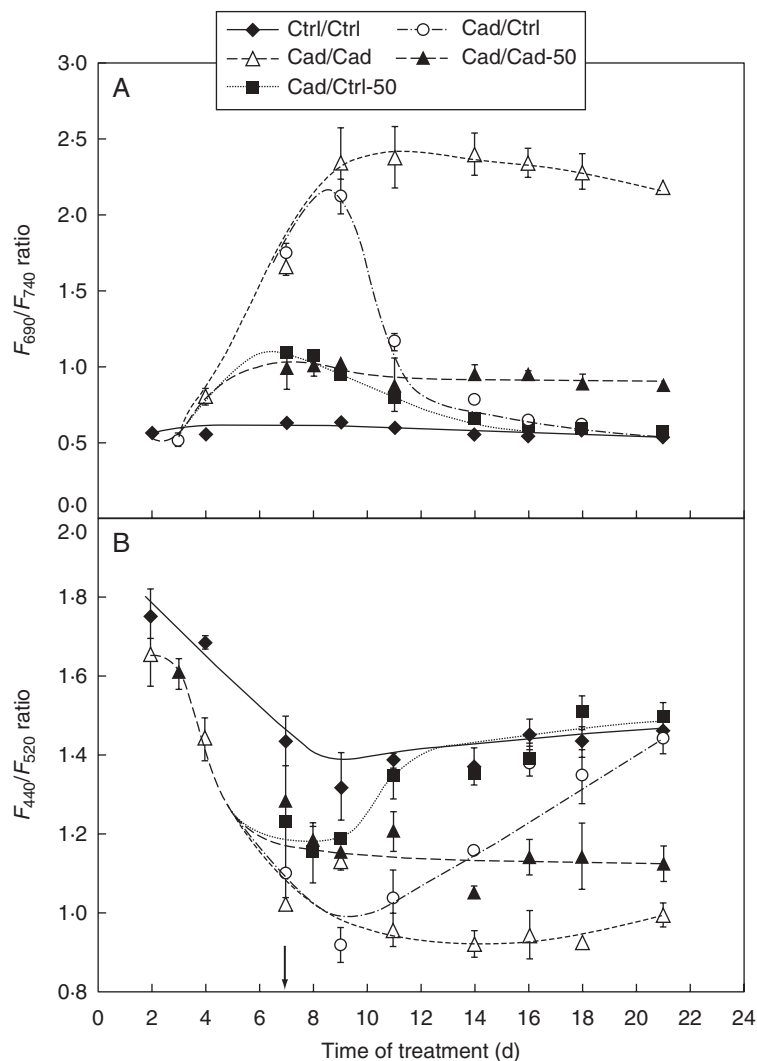 Ctrl/Ctrl Cad/Ctrl
Cad/Cad Cad/Cad-50
Cad/Ctrl-50
A
3·0
2·5
2·0
1·5
1·0
0·5
0·0
F690/F740 ratio
B
2·0
1·8
1·6
1·4
1·2
1·0
0·8
F440/F520 ratio
0 2 4 6 8 10 12 14 16 18 20 22 24
Time of treatment (d)